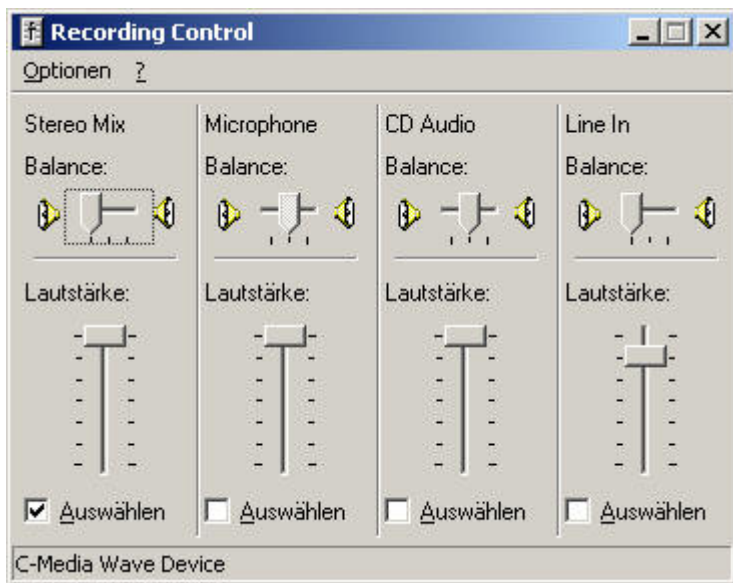 Recording Control
Optionen ?
Stereo Mix
Balance:
Lautstärke:
Auswählen
Microphone
Balance:
Lautstärke:
Auswählen
CD Audio
Balance:
Lautstärke:
Auswählen
Line In
Balance:
Lautstärke:
Auswählen
C-Media Wave Device